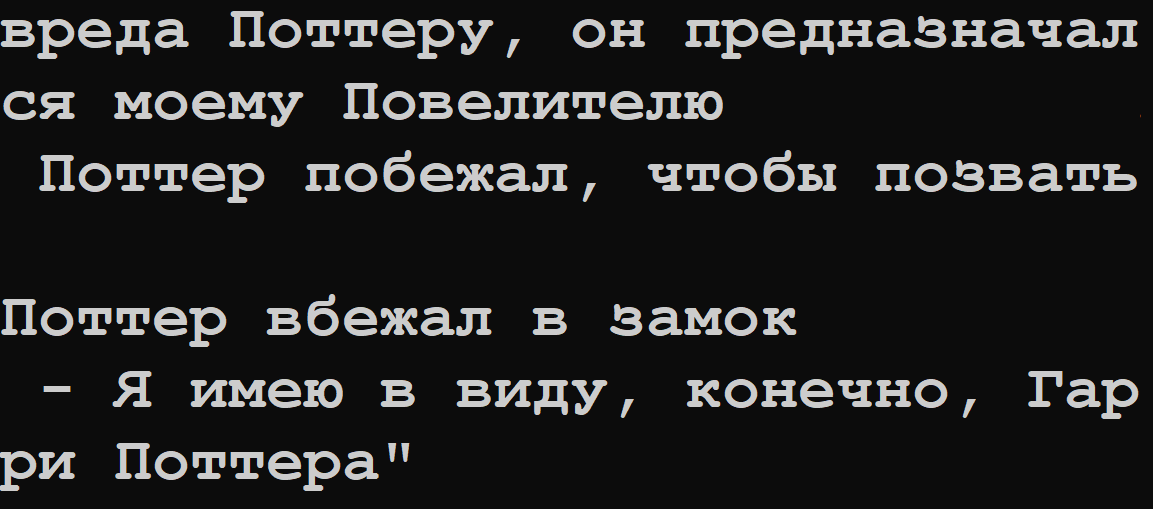 вреда Поттеру, он предназначал
ся моему Повелителю
Поттер побежал, чтобы позвать
Поттер вбежал в замок
- Я имею в виду, конечно, Гар
ри Поттера"